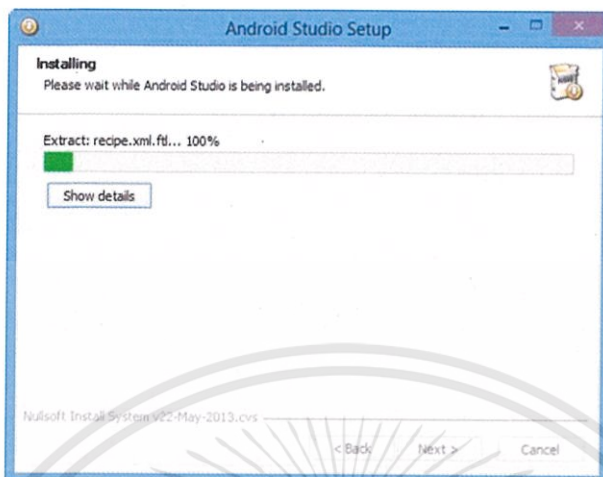 Android Studio Setup
Installing
Please wait while Android Studio is being installed.
Extract: recipe.xml.ftl... 100%
Show details
Nullsoft Install System v22-May-2013.cvs
< Back
Next >
Cancel